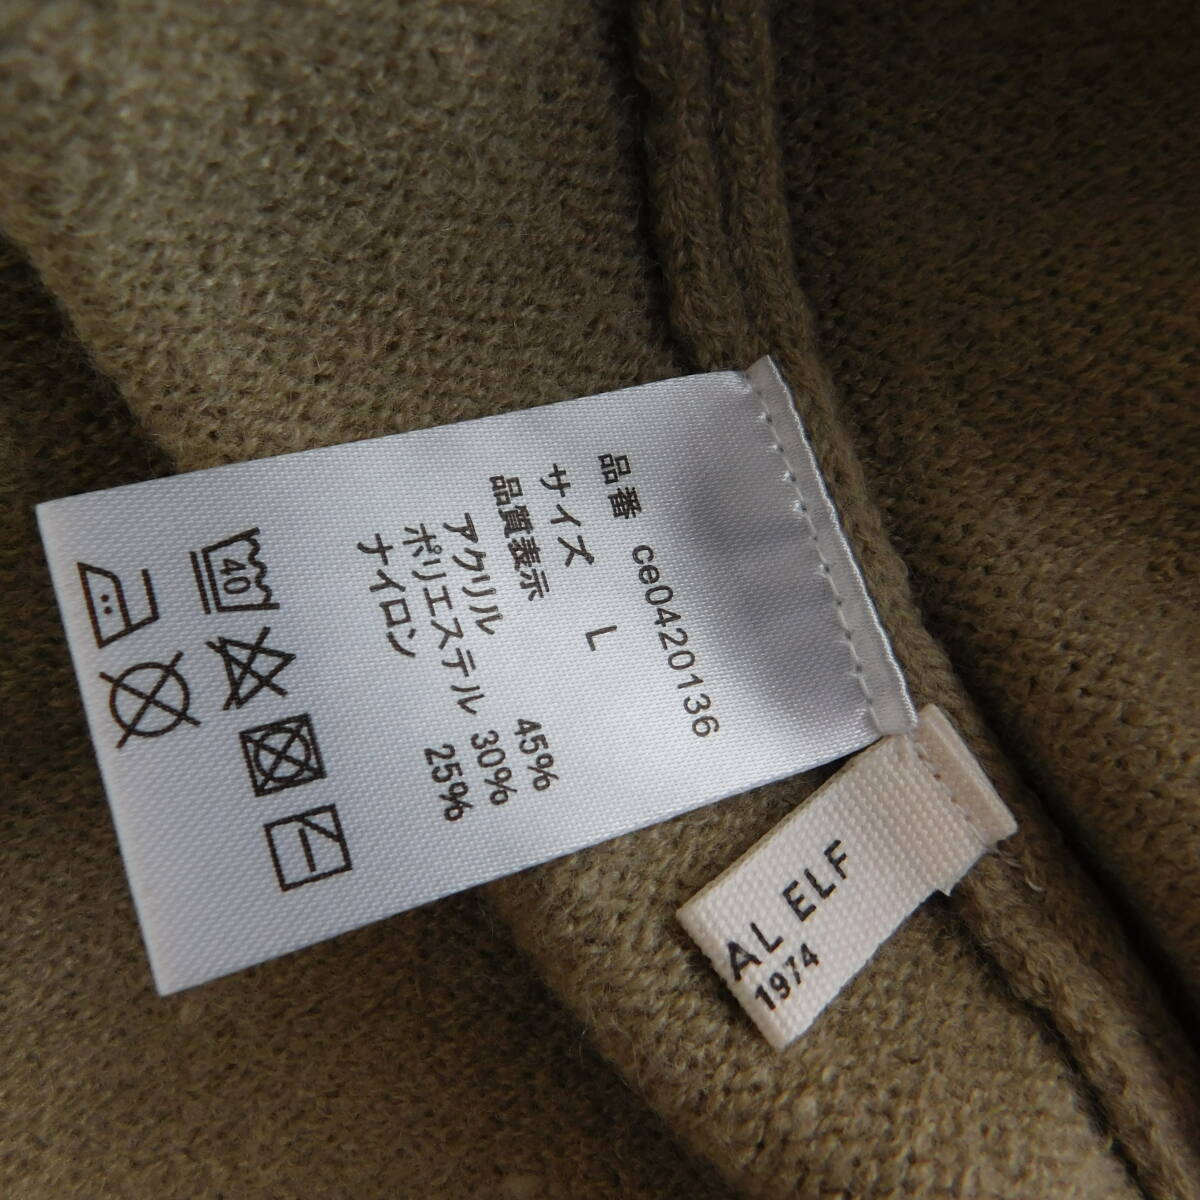 品番 ce0420136
サイズ L
品質表示
アクリル 45%
ポリエステル 30%
ナイロン 25%
40
AL ELF
1974